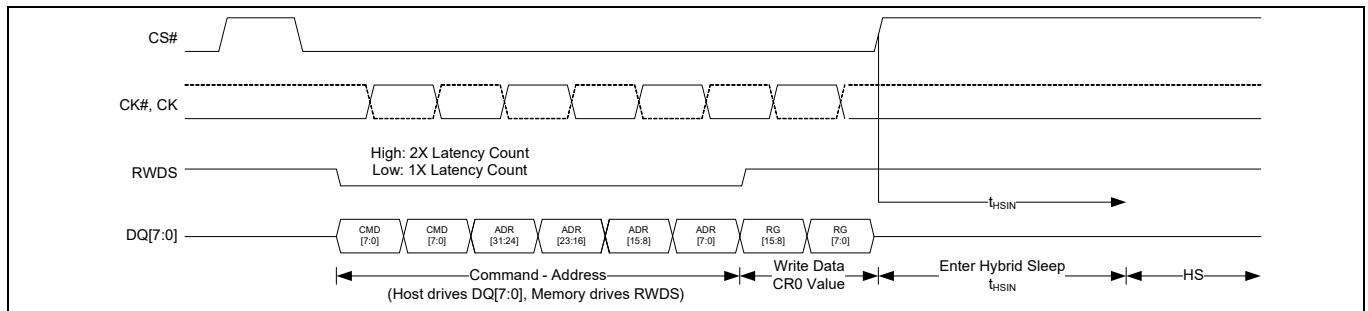 CS#
CK#, CK
High: 2X Latency Count
Low: 1X Latency Count
RWDS
tHSIN
DQ[7:0]
CMD [7:0]
CMD [7:0]
ADR [31:24]
ADR [23:16]
ADR [15:8]
ADR [7:0]
RG [15:8]
RG [7:0]
Command - Address
(Host drives DQ[7:0], Memory drives RWDS)
Write Data
CR0 Value
Enter Hybrid Sleep
tHSIN
HS